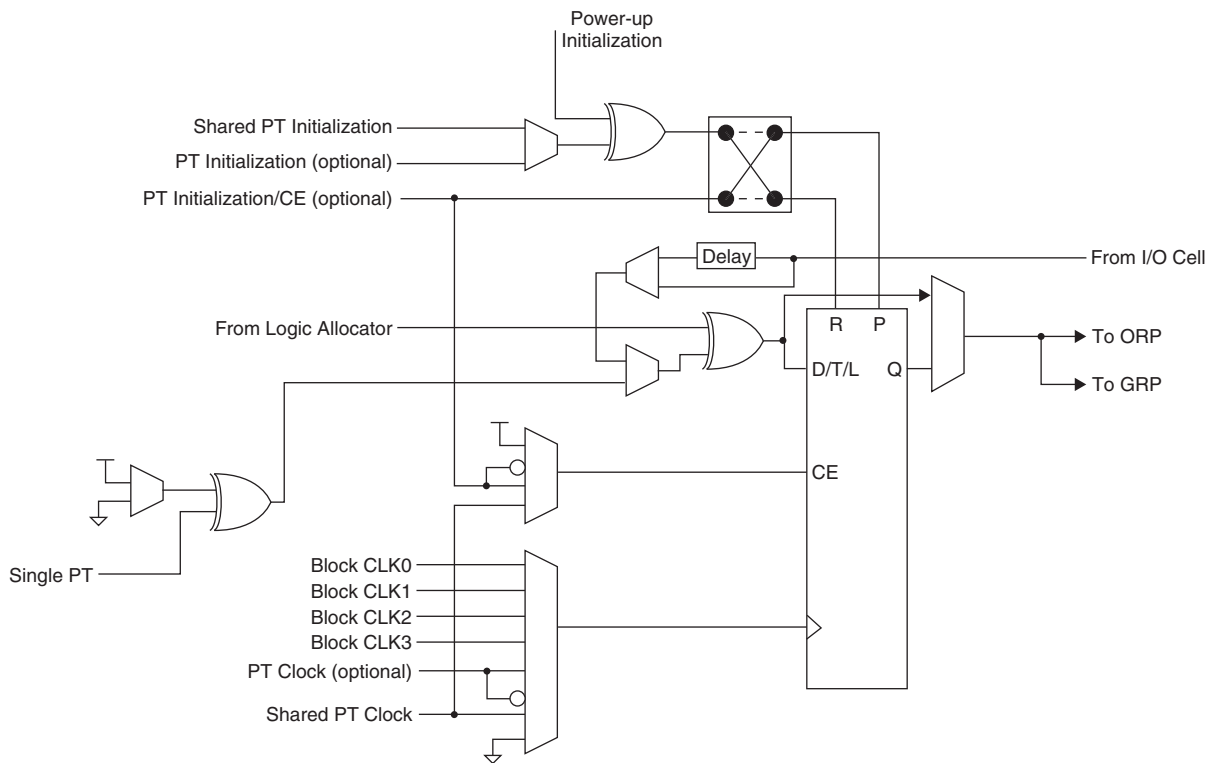 Power-up
Initialization
Shared PT Initialization
PT Initialization (optional)
PT Initialization/CE (optional)
Delay
From I/O Cell
From Logic Allocator
R
P
To ORP
D/T/L
Q
To GRP
CE
Single PT
Block CLK0
Block CLK1
Block CLK2
Block CLK3
PT Clock (optional)
Shared PT Clock